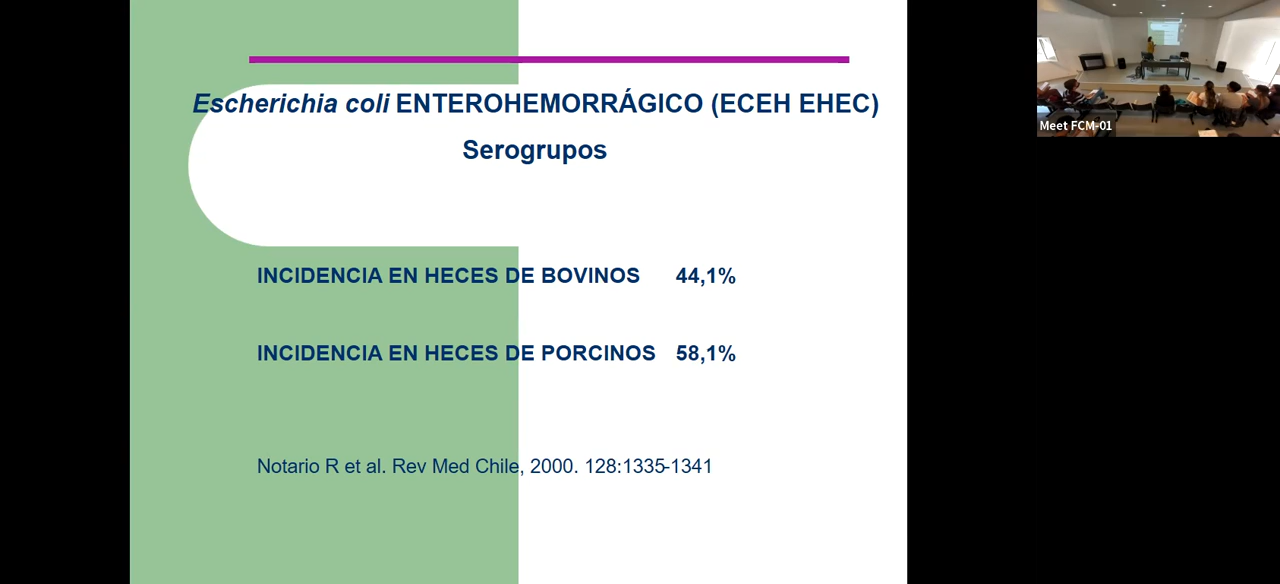 Escherichia coli ENTEROHEMORRÁGICO (ECEH EHEC)
Serogrupos
INCIDENCIA EN HECES DE BOVINOS 44,1%
INCIDENCIA EN HECES DE PORCINOS 58,1%
Notario R et al. Rev Med Chile, 2000. 128:1335-1341
Meet FCM-01